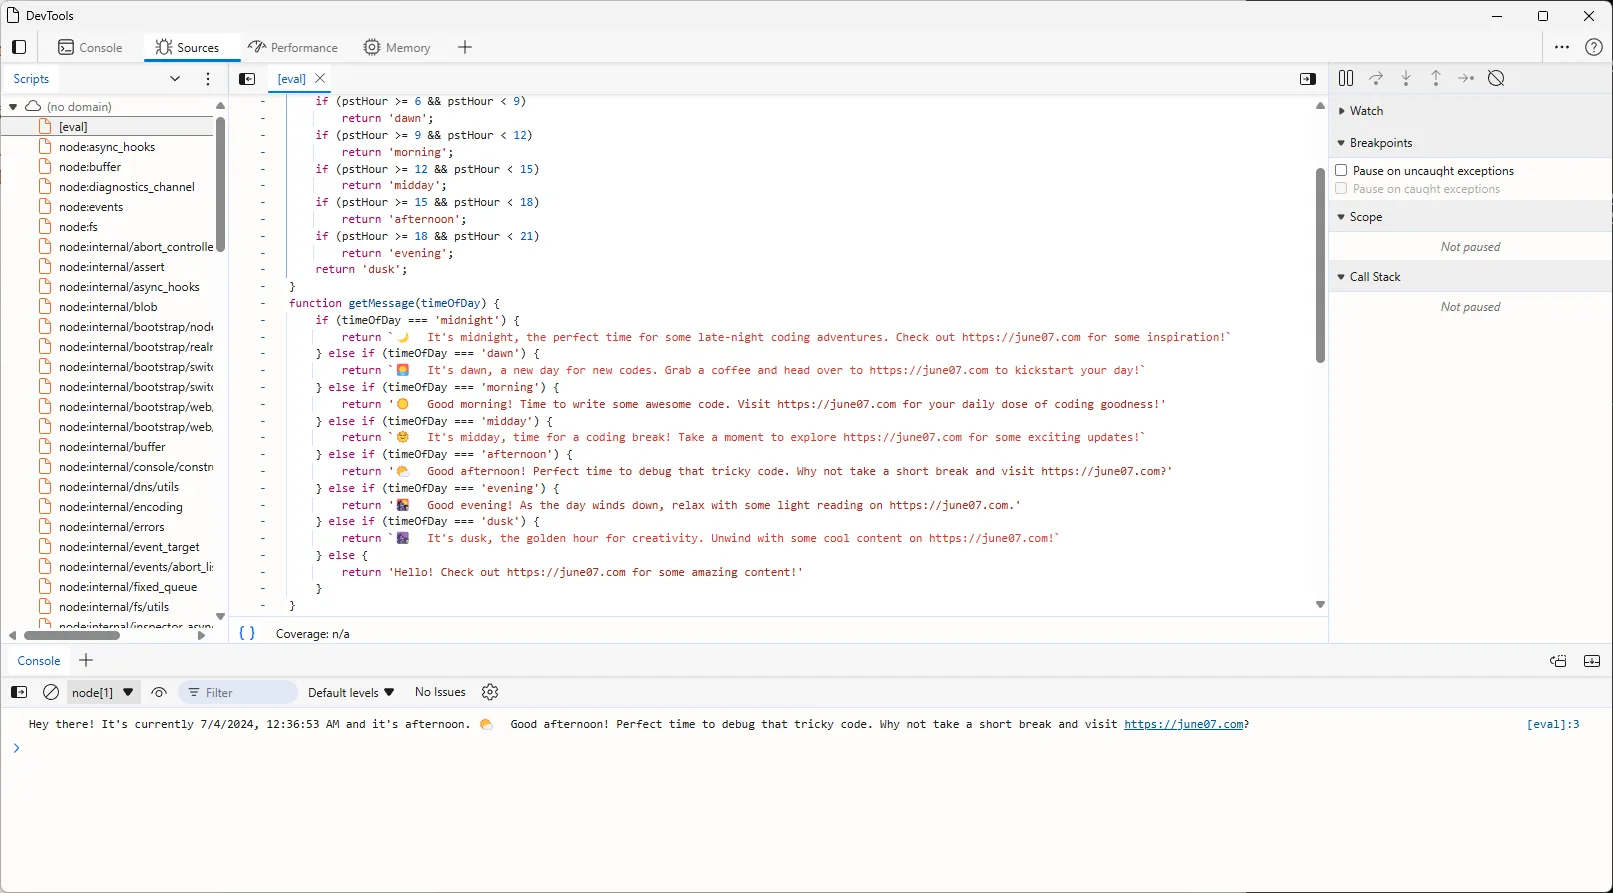 DevTools
Console
Sources
Performance
Memory
Scripts
[eval]
(no domain)
[eval]
node:async_hooks
node:buffer
node:diagnostics_channel
node:events
node:fs
node:internal/abort_controlle
node:internal/assert
node:internal/async_hooks
node:internal/blob
node:internal/bootstrap/node
node:internal/bootstrap/realr
node:internal/bootstrap/switc
node:internal/bootstrap/switc
node:internal/bootstrap/web,
node:internal/bootstrap/web,
node:internal/buffer
node:internal/console/constru
node:internal/dns/utils
node:internal/encoding
node:internal/errors
node:internal/event_target
node:internal/events/abort_li
node:internal/fixed_queue
node:internal/fs/utils
node:internal/inspector_asyn
if (pstHour >= 6 && pstHour < 9)
return 'dawn';
if (pstHour >= 9 && pstHour < 12)
return 'morning';
if (pstHour >= 12 && pstHour < 15)
return 'midday';
if (pstHour >= 15 && pstHour < 18)
return 'afternoon';
if (pstHour >= 18 && pstHour < 21)
return 'evening';
return 'dusk';
}
function getMessage(timeOfDay) {
if (timeOfDay === 'midnight') {
return `🌙 It's midnight, the perfect time for some late-night coding adventures. Check out https://june07.com for some inspiration!`
} else if (timeOfDay === 'dawn') {
return `🌅 It's dawn, a new day for new codes. Grab a coffee and head over to https://june07.com to kickstart your day!`
} else if (timeOfDay === 'morning') {
return '☀️ Good morning! Time to write some awesome code. Visit https://june07.com for your daily dose of coding goodness!'
} else if (timeOfDay === 'midday') {
return `🌞 It's midday, time for a coding break! Take a moment to explore https://june07.com for some exciting updates!`
} else if (timeOfDay === 'afternoon') {
return '⛅ Good afternoon! Perfect time to debug that tricky code. Why not take a short break and visit https://june07.com?'
} else if (timeOfDay === 'evening') {
return '🌇 Good evening! As the day winds down, relax with some light reading on https://june07.com.'
} else if (timeOfDay === 'dusk') {
return `🌆 It's dusk, the golden hour for creativity. Unwind with some cool content on https://june07.com!`
} else {
return 'Hello! Check out https://june07.com for some amazing content!'
}
}
{ } Coverage: n/a
Watch
Breakpoints
Pause on uncaught exceptions
Pause on caught exceptions
Scope
Not paused
Call Stack
Not paused
Console
node[1]
Filter
Default levels
No Issues
Hey there! It's currently 7/4/2024, 12:36:53 AM and it's afternoon. ⛅ Good afternoon! Perfect time to debug that tricky code. Why not take a short break and visit https://june07.com? [eval]:3